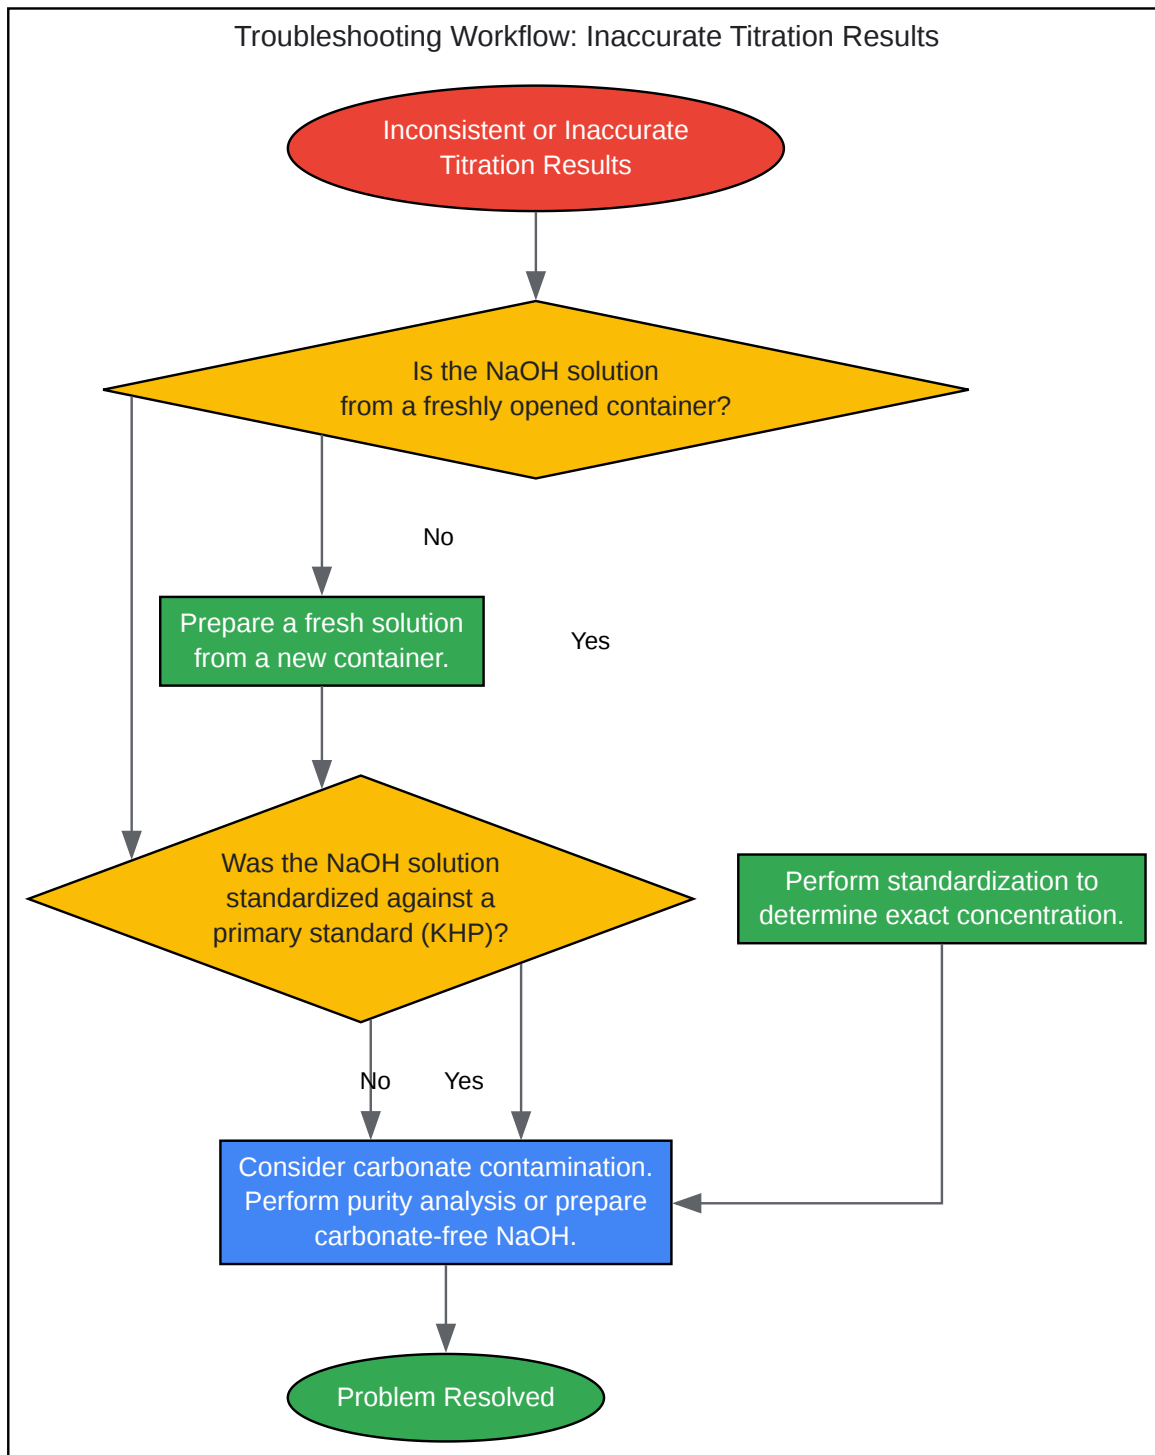 Troubleshooting Workflow: Inaccurate Titration Results
Inconsistent or Inaccurate
Titration Results
Is the NaOH solution
from a freshly opened container?
No
Prepare a fresh solution
from a new container.
Yes
Was the NaOH solution
standardized against a
primary standard (KHP)?
Perform standardization to
determine exact concentration.
No
Yes
Consider carbonate contamination.
Perform purity analysis or prepare
carbonate-free NaOH.
Problem Resolved